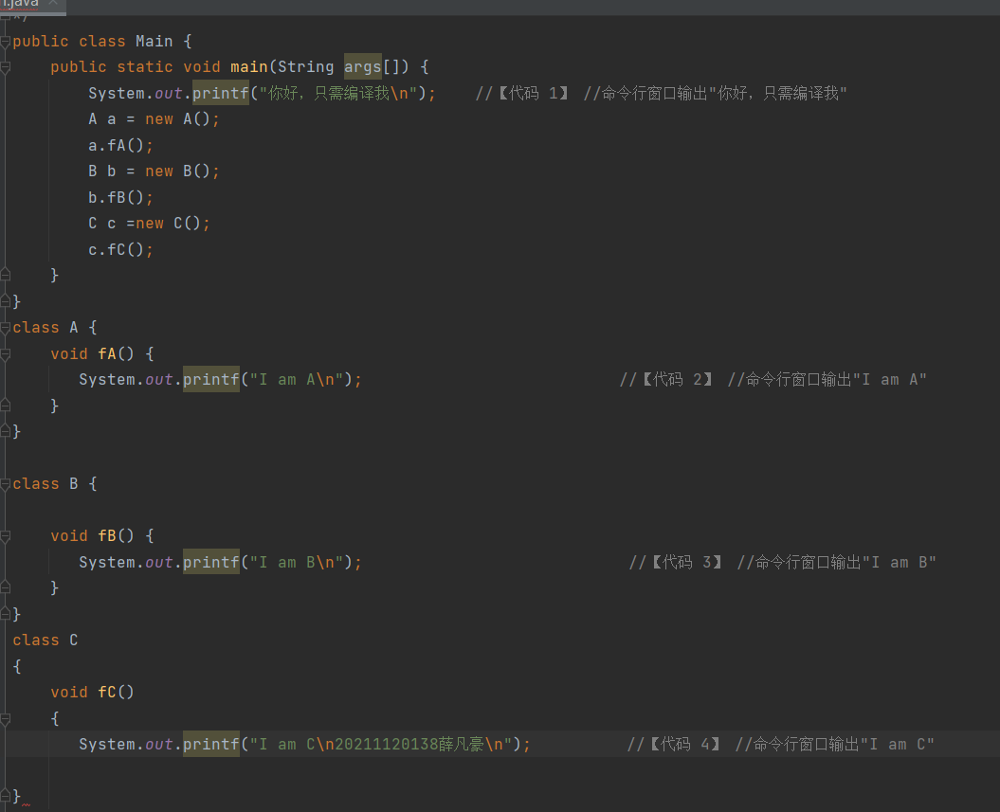 n.java
*/
public class Main {
    public static void main(String args[]) {
        System.out.printf("你好，只需编译我\n");    //【代码 1】 //命令行窗口输出"你好，只需编译我"
        A a = new A();
        a.fA();
        B b = new B();
        b.fB();
        C c =new C();
        c.fC();
    }
}
class A {
    void fA() {
       System.out.printf("I am A\n");                           //【代码 2】 //命令行窗口输出"I am A"
    }
}
class B {
    void fB() {
       System.out.printf("I am B\n");                            //【代码 3】 //命令行窗口输出"I am B"
    }
}
class C
{
    void fC()
    {
       System.out.printf("I am C\n20211120138薛凡豪\n");          //【代码 4】 //命令行窗口输出"I am C"
}